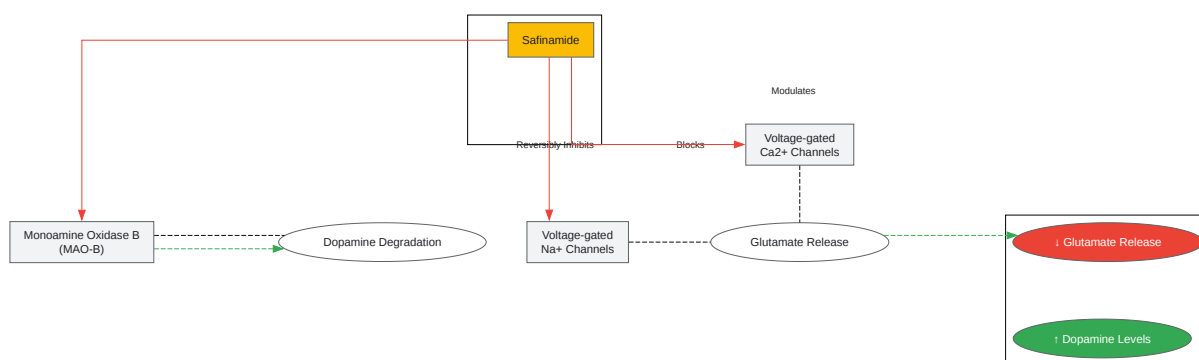 Safinamide
Modulates
Reversibly Inhibits
Blocks
Voltage-gated
Ca2+ Channels
Monoamine Oxidase B
(MAO-B)
Dopamine Degradation
Voltage-gated
Na+ Channels
Glutamate Release
↓ Glutamate Release
↑ Dopamine Levels